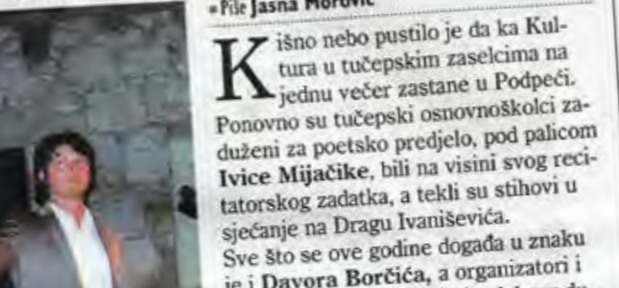 • Piše Jasna Morović
Kišno nebo pustilo je da ka Kul-
tura u tučepskim zaselcima na
jednu večer zastane u Podpeći.
Ponovno su tučepski osnovnoškolci za-
duženi za poetsko predjelo, pod palicom
Ivice Mijačike, bili na visini svog reci-
tatorskog zadatka, a tekli su stihovi u
sjećanje na Dragu Ivaniševića.
Sve što se ove godine događa u znaku
je i Davora Borčića, a organizatori i